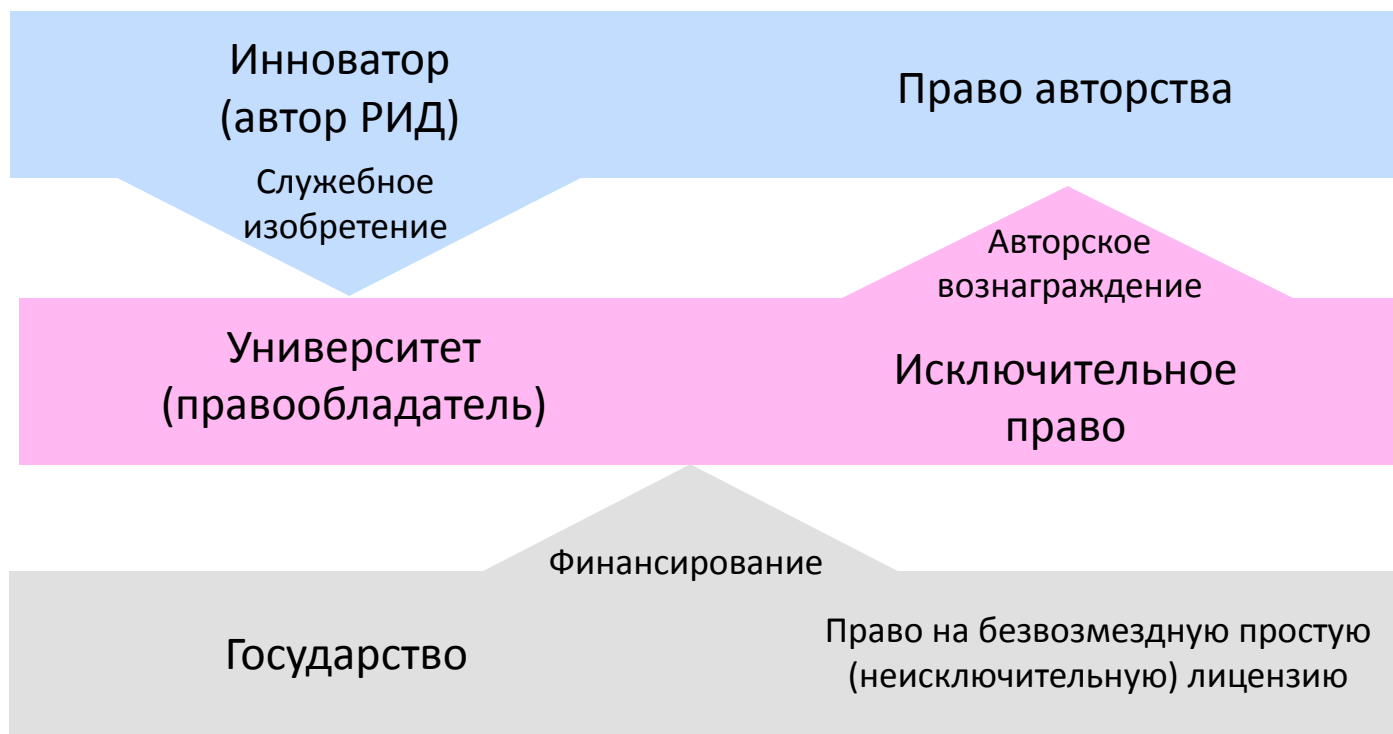 Инноватор
(автор РИД)
Право авторства
Служебное
изобретение
Авторское
вознаграждение
Университет
(правообладатель)
Исключительное
право
Финансирование
Государство
Право на безвозмездную простую
(неисключительную) лицензию